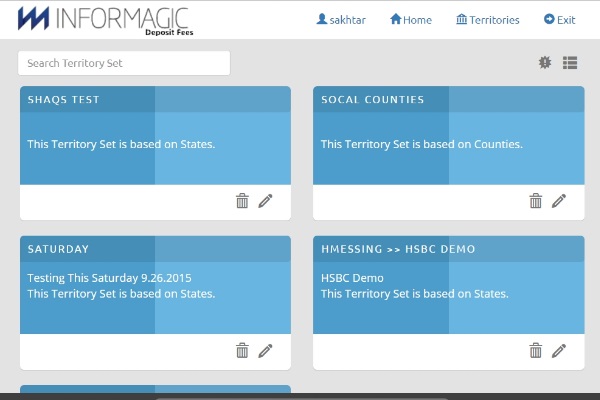 INFORMAGIC
Deposit Fees
sakhtar
Home
Territories
Exit
Search Territory Set
SHAQS TEST
This Territory Set is based on States.
SOCAL COUNTIES
This Territory Set is based on Counties.
SATURDAY
Testing This Saturday 9.26.2015
This Territory Set is based on States.
HMESSING >> HSBC DEMO
HSBC Demo
This Territory Set is based on States.